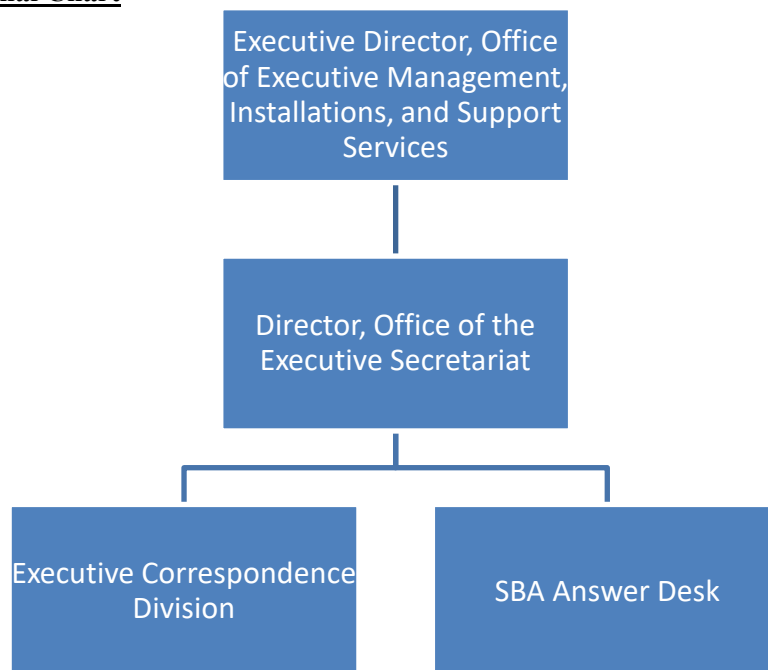 Chart
Executive Director, Office
of Executive Management,
Installations, and Support
Services
Director, Office of the
Executive Secretariat
Executive Correspondence
Division
SBA Answer Desk